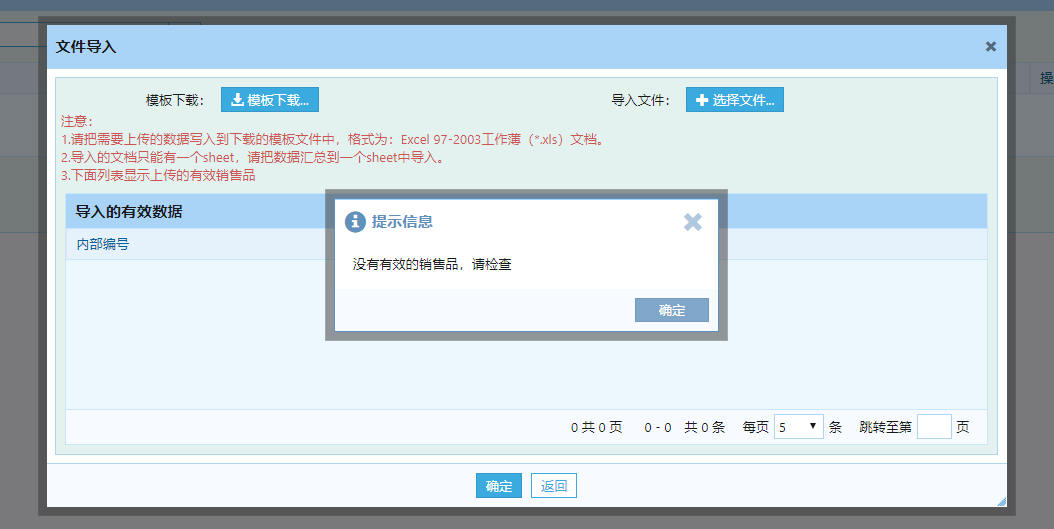 操
文件导入
模板下载： 模板下载... 导入文件： 选择文件...
注意：
1.请把需要上传的数据写入到下载的模板文件中，格式为：Excel 97-2003工作薄（*.xls）文档。
2.导入的文档只能有一个sheet，请把数据汇总到一个sheet中导入。
3.下面列表显示上传的有效销售品
导入的有效数据
内部编号
提示信息
没有有效的销售品，请检查
确定
0 共 0 页 0 - 0 共 0 条 每页 5 条 跳转至第 页
确定 返回